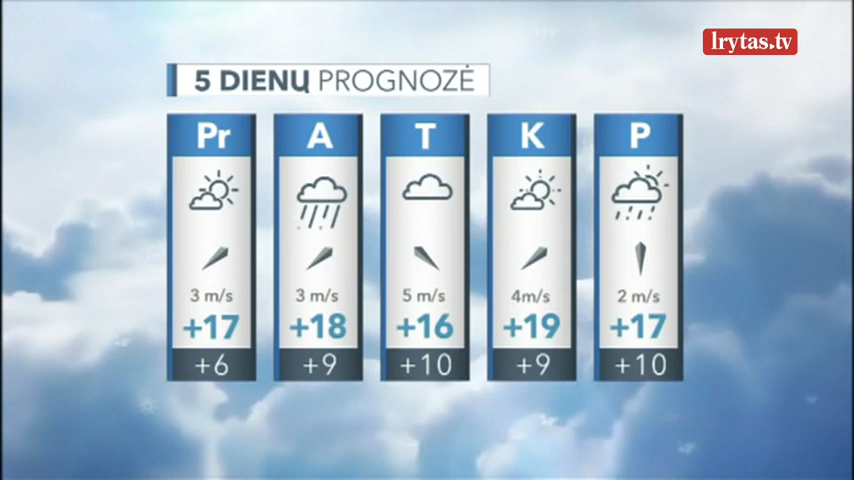 lrytas.tv
5 DIENŲ PROGNOZĖ
Pr A T K P
3 m/s 3 m/s 5 m/s 4m/s 2 m/s
+17 +18 +16 +19 +17
+6 +9 +10 +9 +10